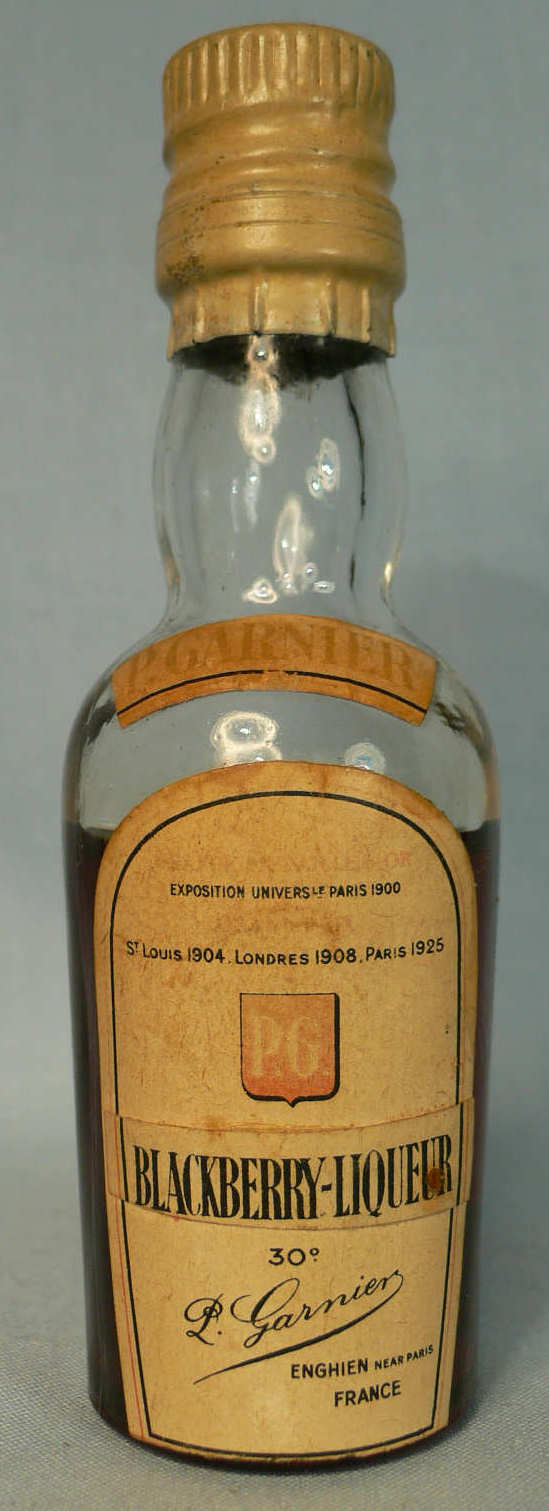 P. GARNIER
EXPOSITION UNIVERSLE PARIS 1900
ST LOUIS 1904. LONDRES 1908. PARIS 1925
P.G.
BLACKBERRY-LIQUEUR
30º
P. Garnier
ENGHIEN NEAR PARIS
FRANCE